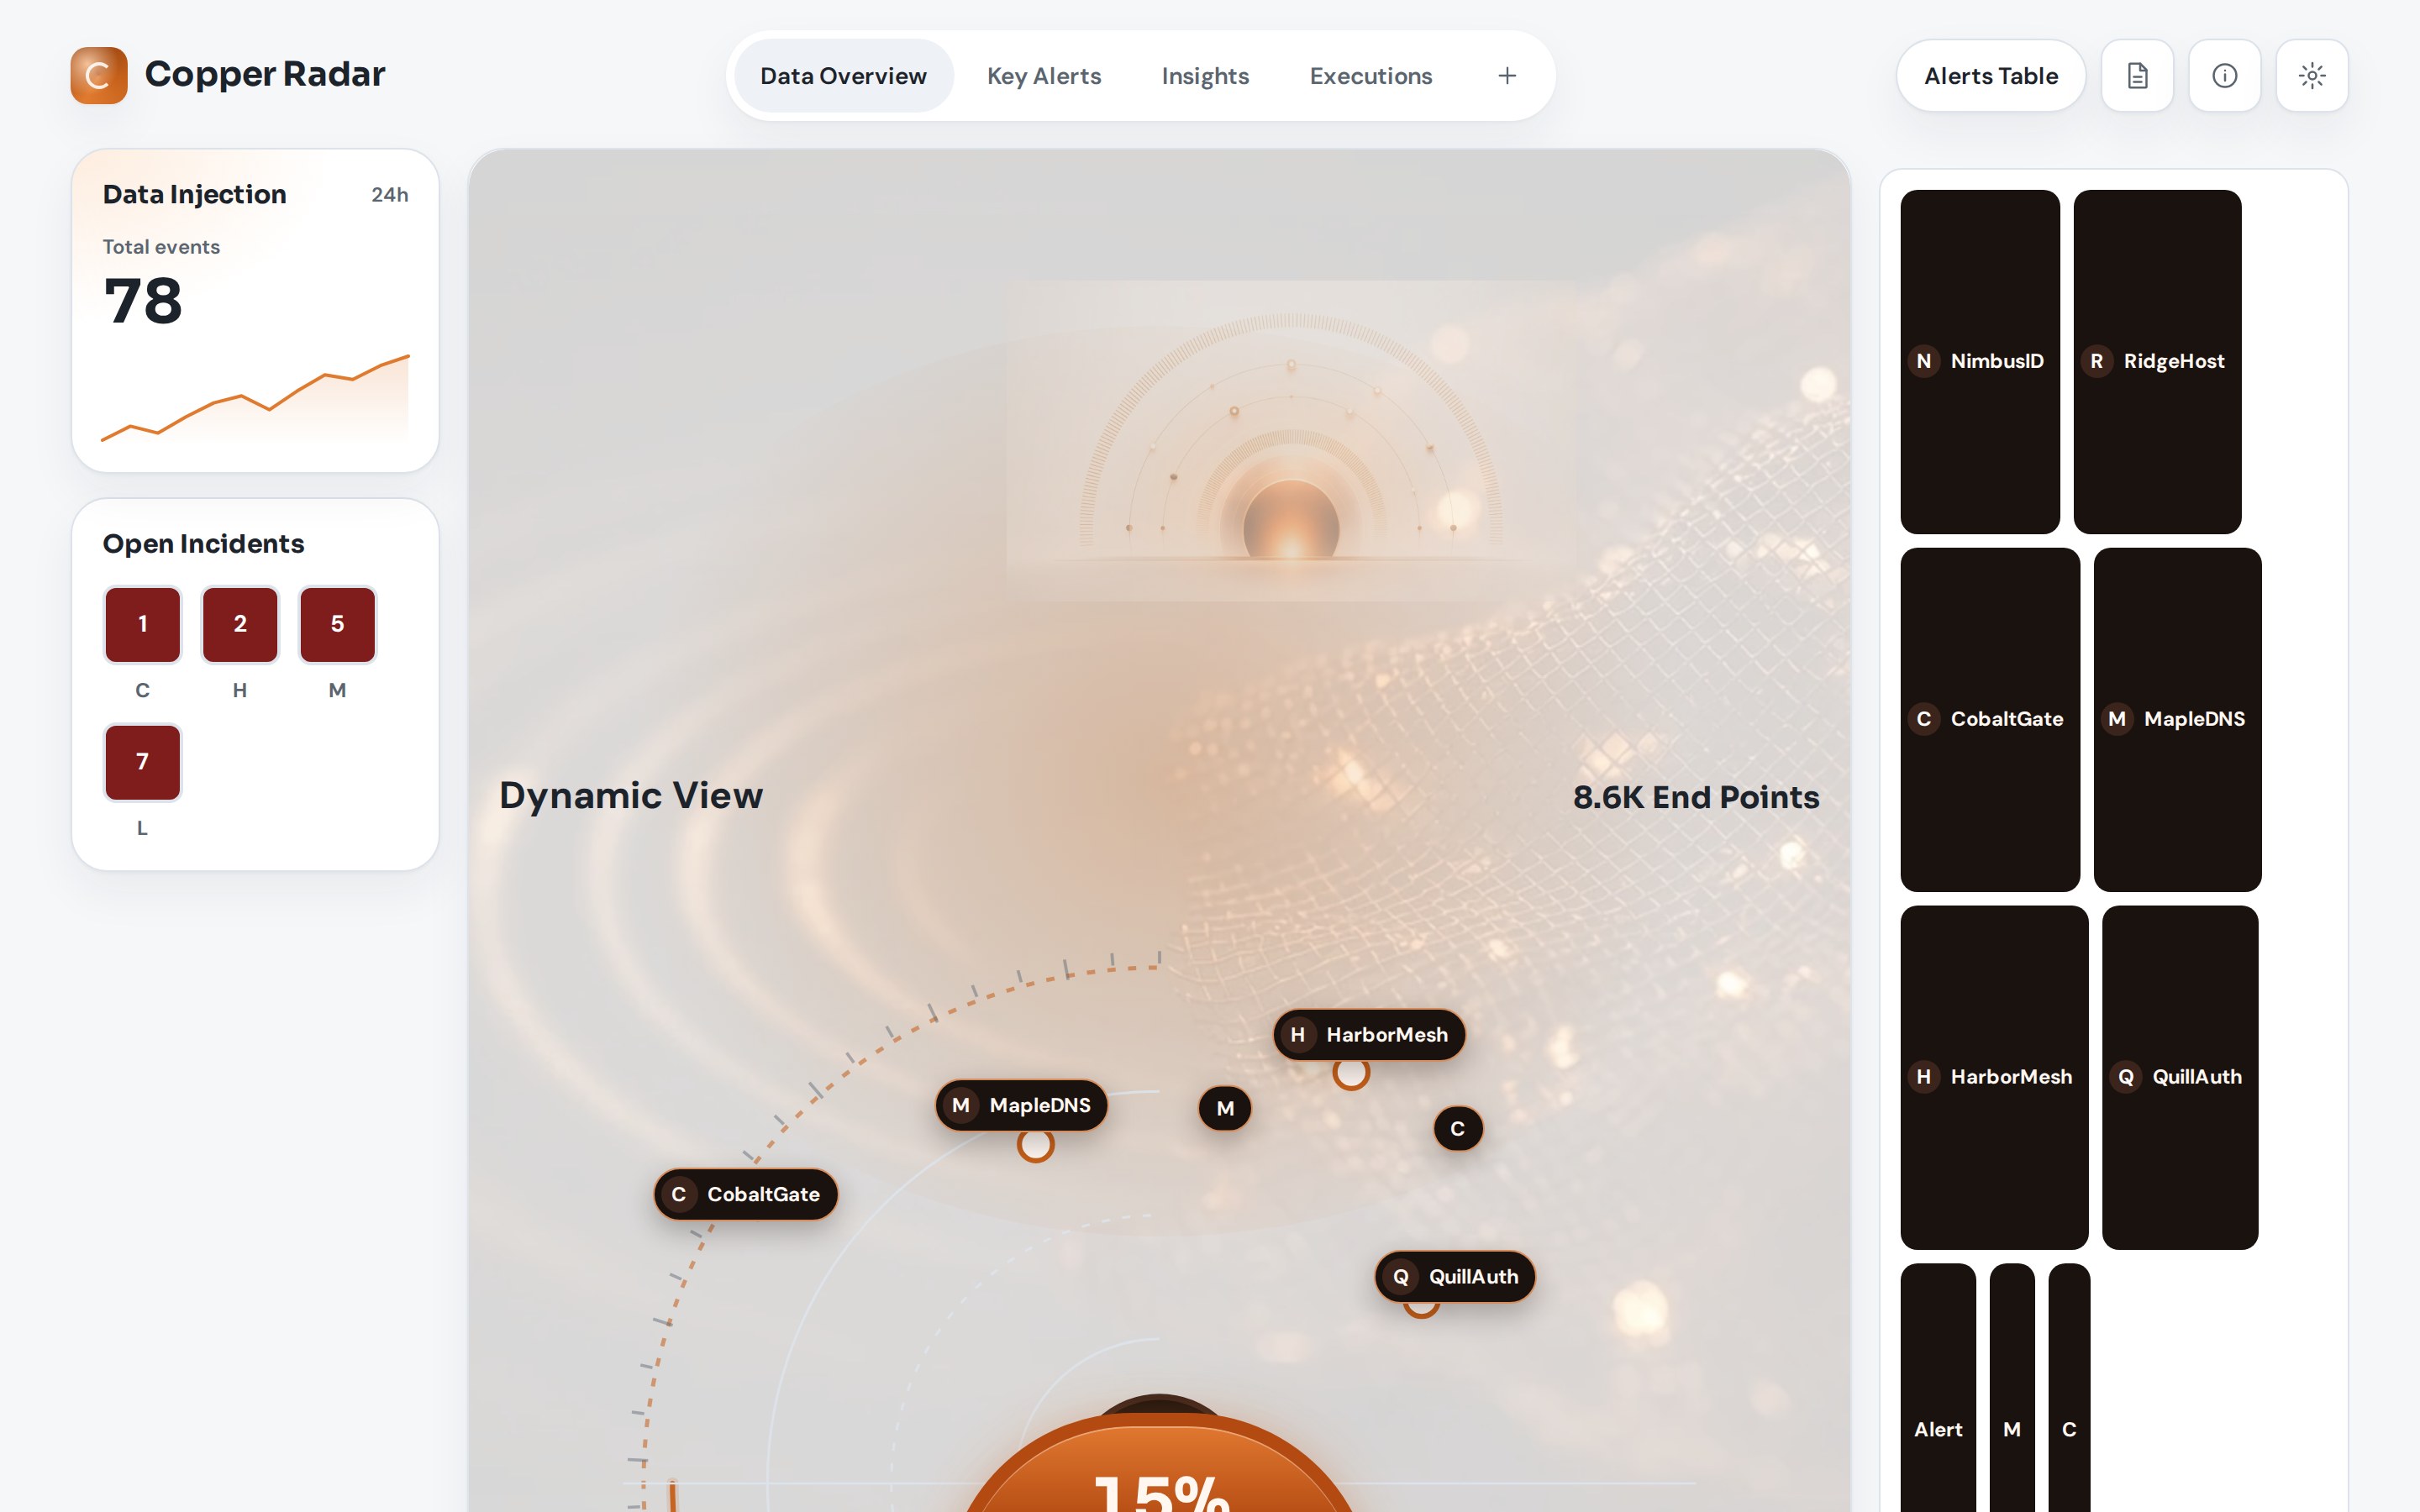 C Copper Radar
Data Overview Key Alerts Insights Executions +
Alerts Table
Data Injection 24h
Total events
78
Open Incidents
1 2 5
C H M
7
L
Dynamic View 8.6K End Points
H HarborMesh
M MapleDNS
M
C
C CobaltGate
Q QuillAuth
15%
N NimbusID
R RidgeHost
C CobaltGate
M MapleDNS
H HarborMesh
Q QuillAuth
Alert
M
C